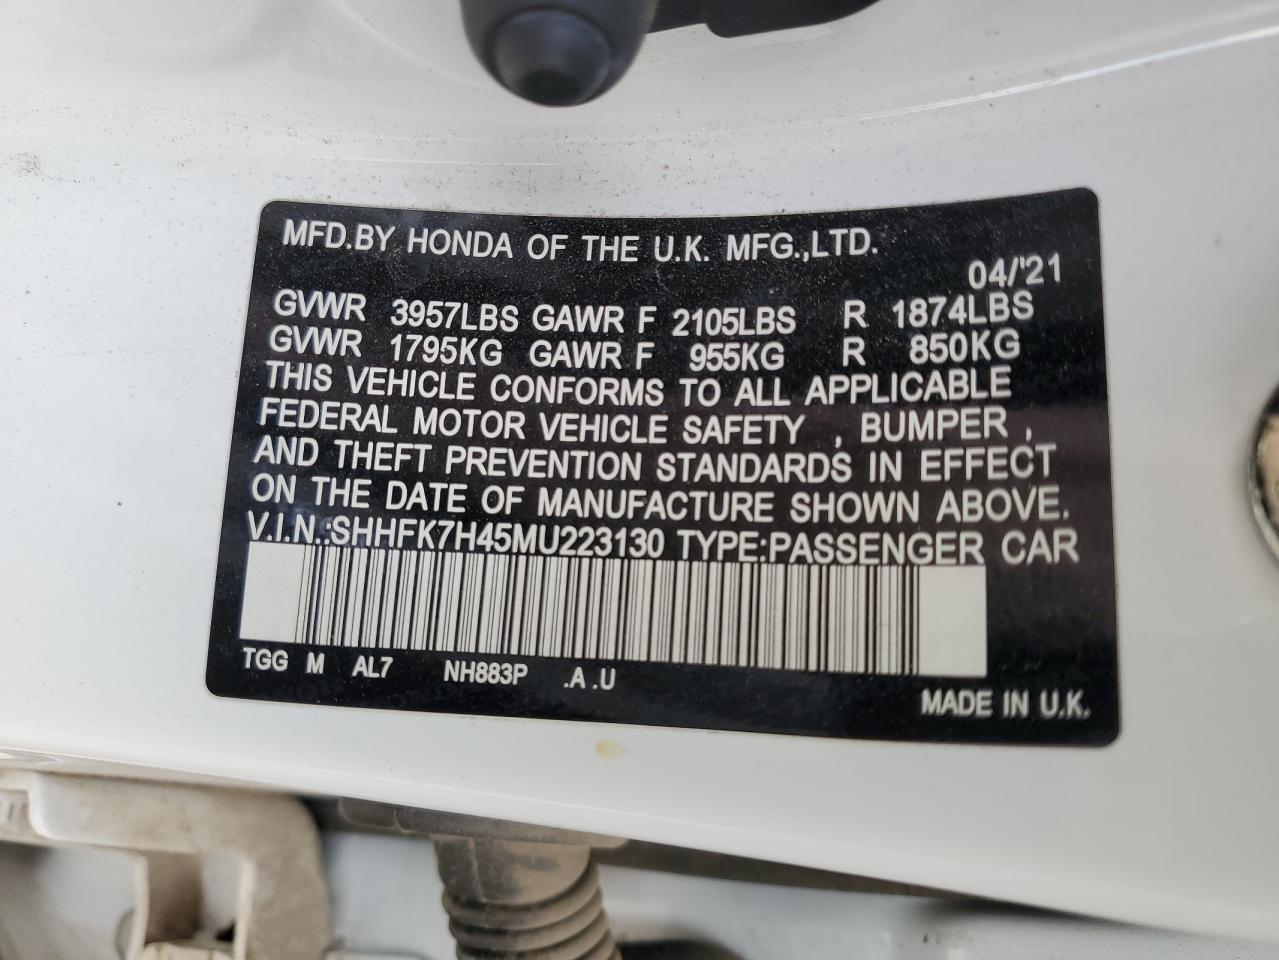 MFD.BY HONDA OF THE U.K. MFG.,LTD.
04/'21
GVWR 3957LBS GAWR F 2105LBS R 1874LBS
GVWR 1795KG GAWR F 955KG R 850KG
THIS VEHICLE CONFORMS TO ALL APPLICABLE
FEDERAL MOTOR VEHICLE SAFETY , BUMPER ,
AND THEFT PREVENTION STANDARDS IN EFFECT
ON THE DATE OF MANUFACTURE SHOWN ABOVE.
V.I.N.:SHHFK7H45MU223130 TYPE:PASSENGER CAR
TGG M AL7 NH883P .A .U
MADE IN U.K.